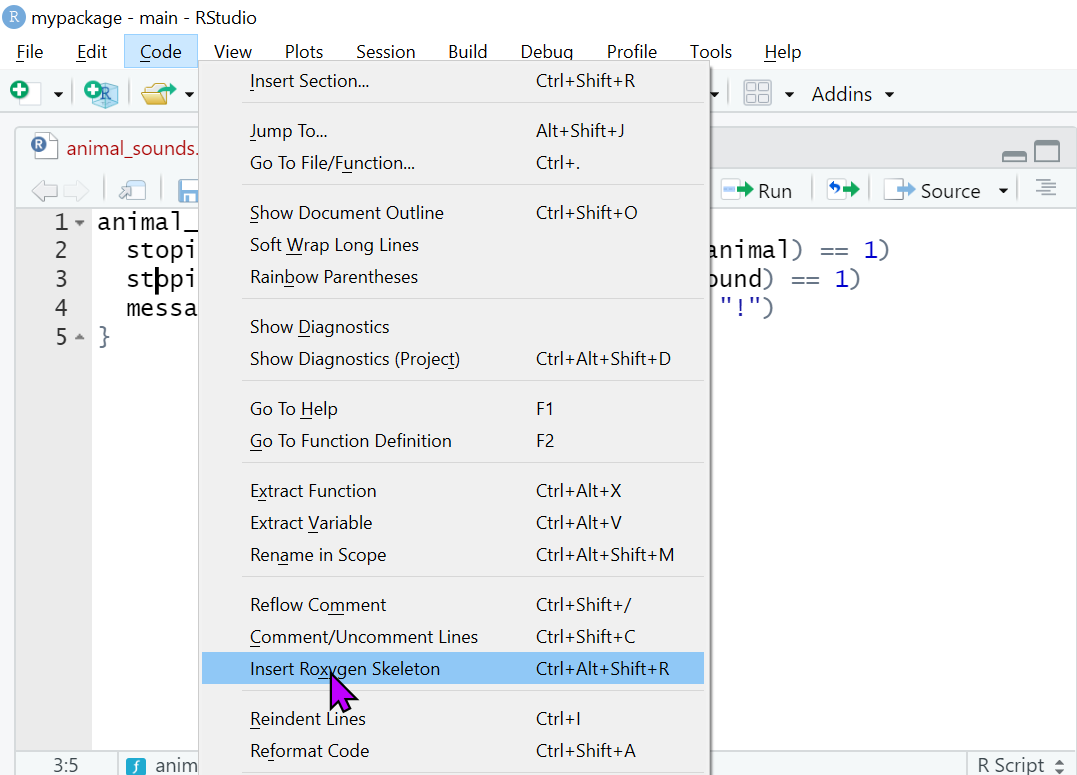 R mypackage - main - RStudio
File Edit Code View Plots Session Build Debug Profile Tools Help
Insert Section... Ctrl+Shift+R
Addins
Jump To... Alt+Shift+J
R animal_sounds.
Go To File/Function... Ctrl+.
Run Source
Show Document Outline Ctrl+Shift+O
1 animal_
Soft Wrap Long Lines
2 stopi animal) == 1)
Rainbow Parentheses
3 stopi ound) == 1)
4 messa "!")
Show Diagnostics
5 }
Show Diagnostics (Project) Ctrl+Alt+Shift+D
Go To Help F1
Go To Function Definition F2
Extract Function Ctrl+Alt+X
Extract Variable Ctrl+Alt+V
Rename in Scope Ctrl+Alt+Shift+M
Reflow Comment Ctrl+Shift+/
Comment/Uncomment Lines Ctrl+Shift+C
Insert Roxygen Skeleton Ctrl+Alt+Shift+R
Reindent Lines Ctrl+I
Reformat Code Ctrl+Shift+A
3:5 f anim R Script